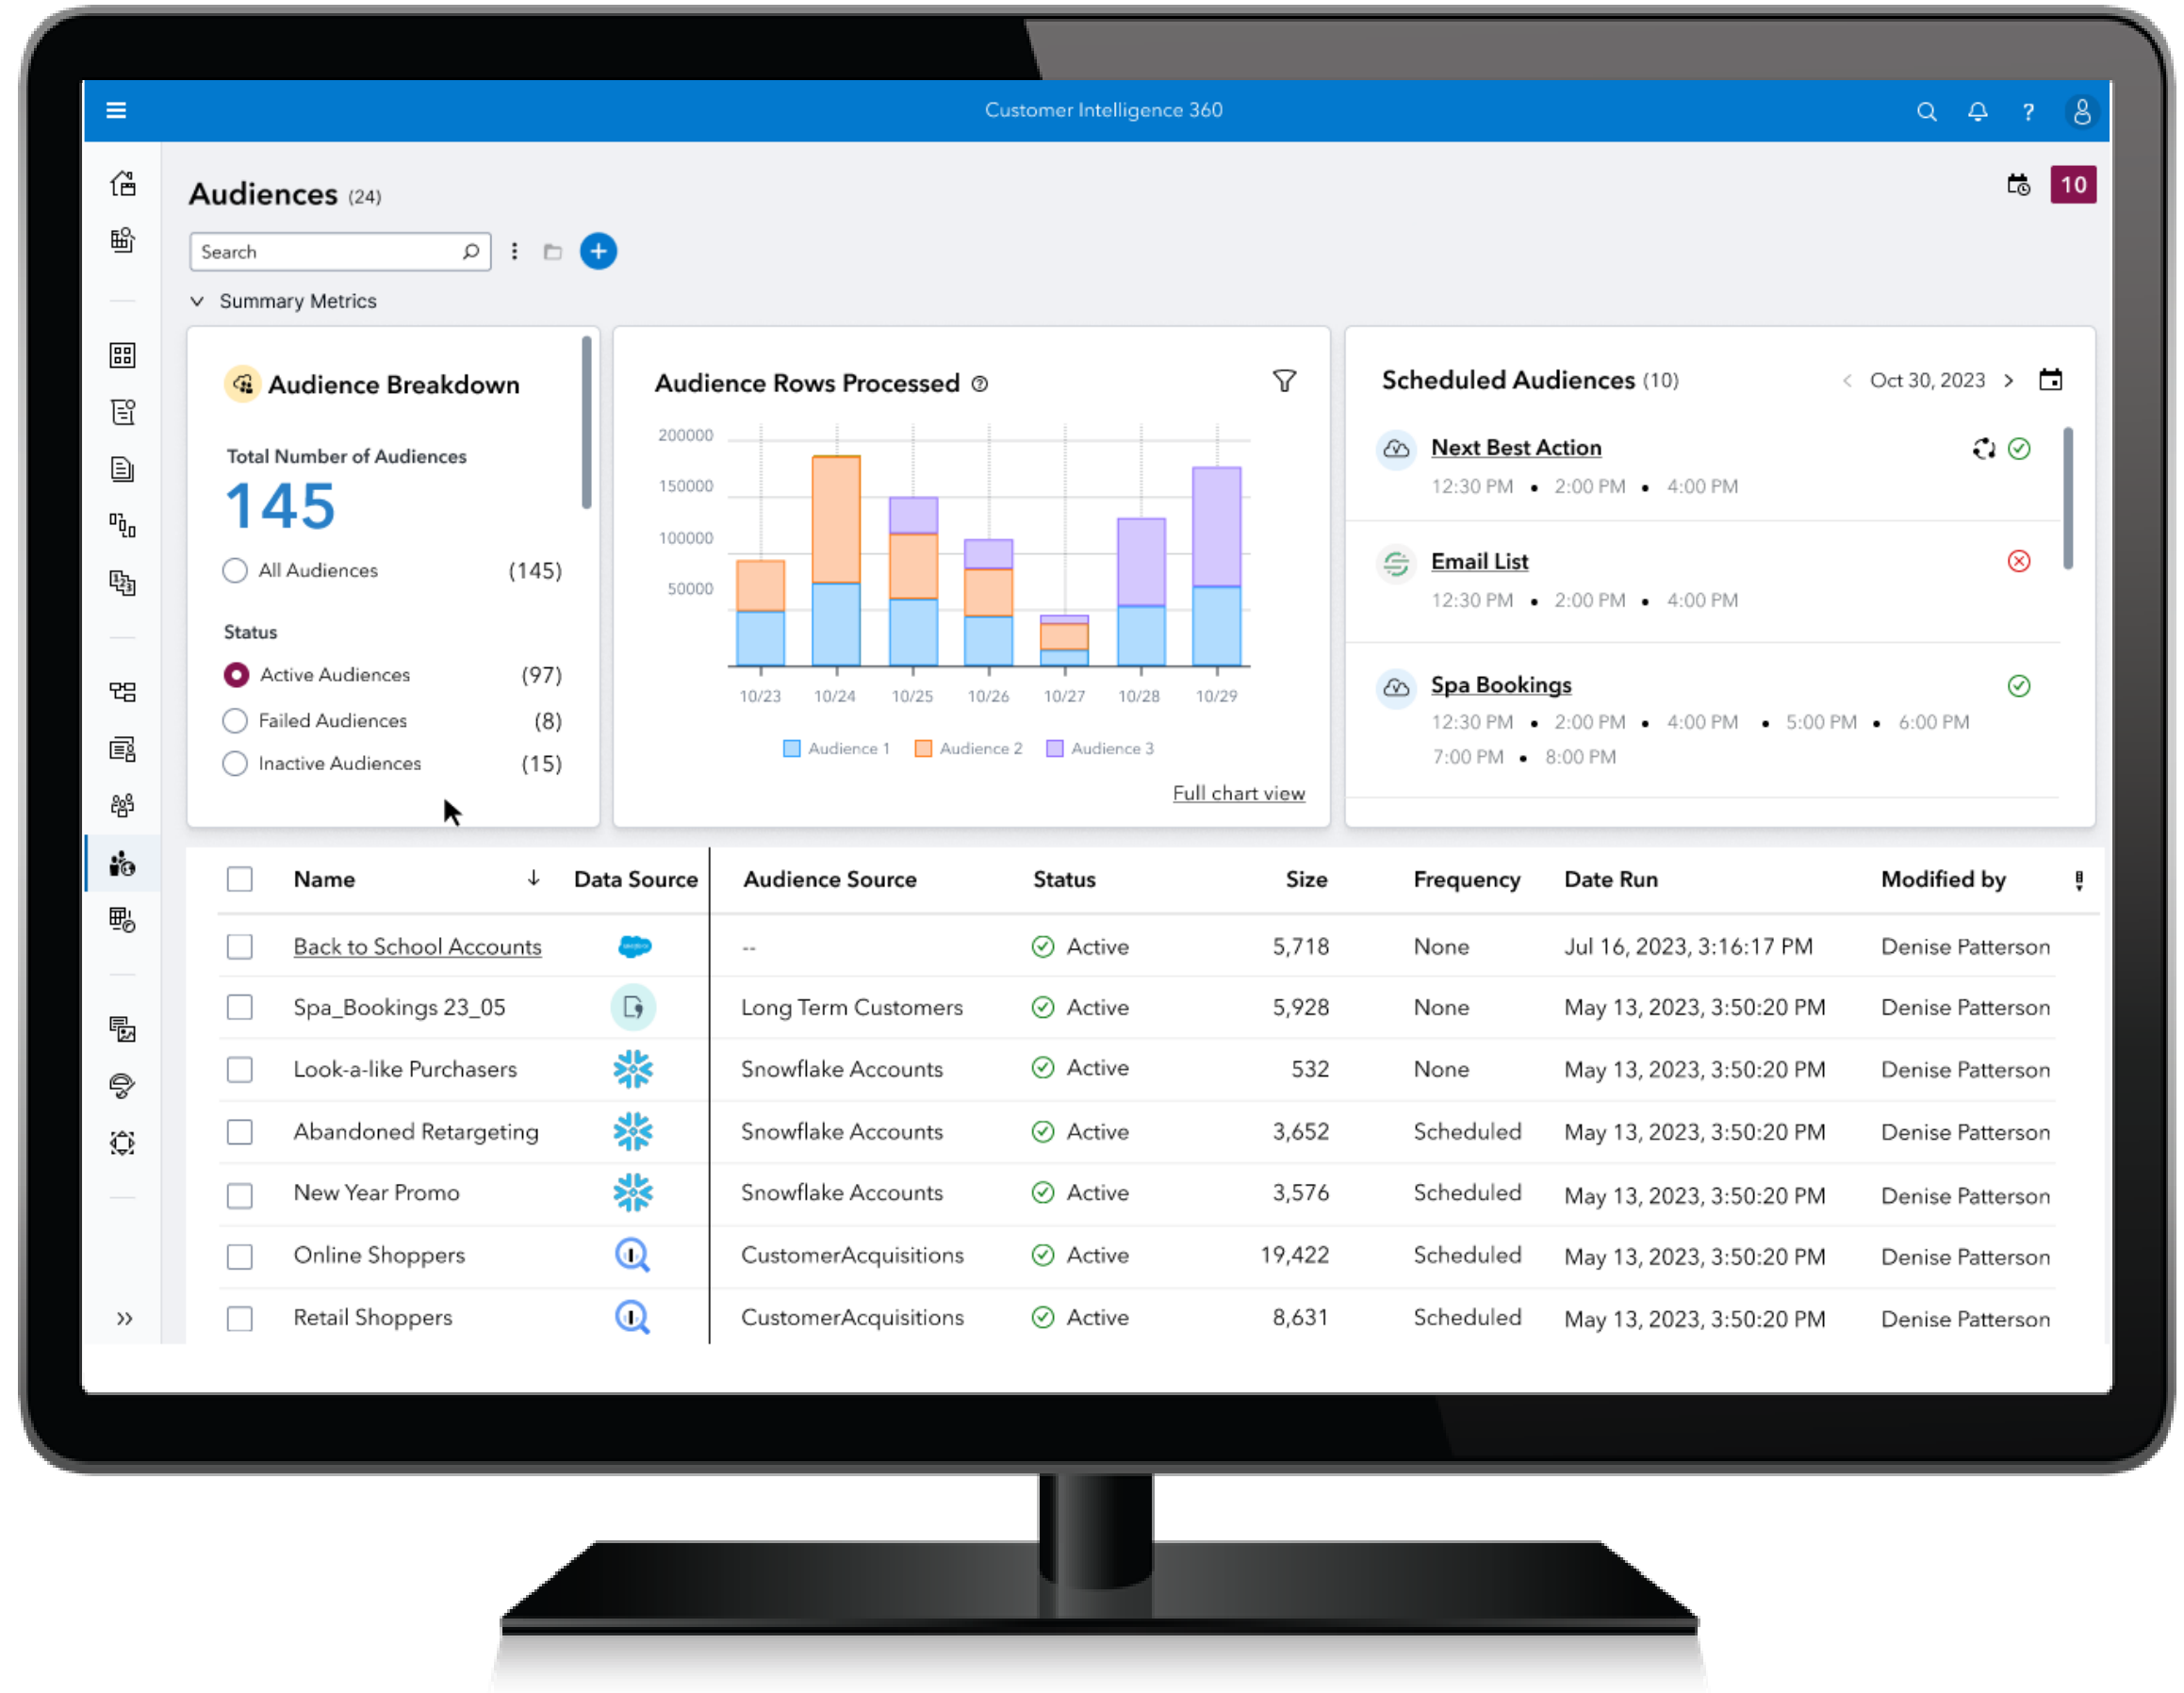 Customer Intelligence 360
?
Audiences (24)
10
Search
Summary Metrics
Audience Breakdown
Total Number of Audiences
145
All Audiences (145)
Status
Active Audiences (97)
Failed Audiences (8)
Inactive Audiences (15)
Audience Rows Processed ?
200000
150000
100000
50000
10/23 10/24 10/25 10/26 10/27 10/28 10/29
Audience 1 Audience 2 Audience 3
Full chart view
Scheduled Audiences (10) < Oct 30, 2023 >
Next Best Action
12:30 PM • 2:00 PM • 4:00 PM
Email List
12:30 PM • 2:00 PM • 4:00 PM
Spa Bookings
12:30 PM • 2:00 PM • 4:00 PM • 5:00 PM • 6:00 PM
7:00 PM • 8:00 PM
Name ↓ Data Source Audience Source Status Size Frequency Date Run Modified by
Back to School Accounts -- Active 5,718 None Jul 16, 2023, 3:16:17 PM Denise Patterson
Spa_Bookings 23_05 Long Term Customers Active 5,928 None May 13, 2023, 3:50:20 PM Denise Patterson
Look-a-like Purchasers Snowflake Accounts Active 532 None May 13, 2023, 3:50:20 PM Denise Patterson
Abandoned Retargeting Snowflake Accounts Active 3,652 Scheduled May 13, 2023, 3:50:20 PM Denise Patterson
New Year Promo Snowflake Accounts Active 3,576 Scheduled May 13, 2023, 3:50:20 PM Denise Patterson
Online Shoppers CustomerAcquisitions Active 19,422 Scheduled May 13, 2023, 3:50:20 PM Denise Patterson
Retail Shoppers CustomerAcquisitions Active 8,631 Scheduled May 13, 2023, 3:50:20 PM Denise Patterson